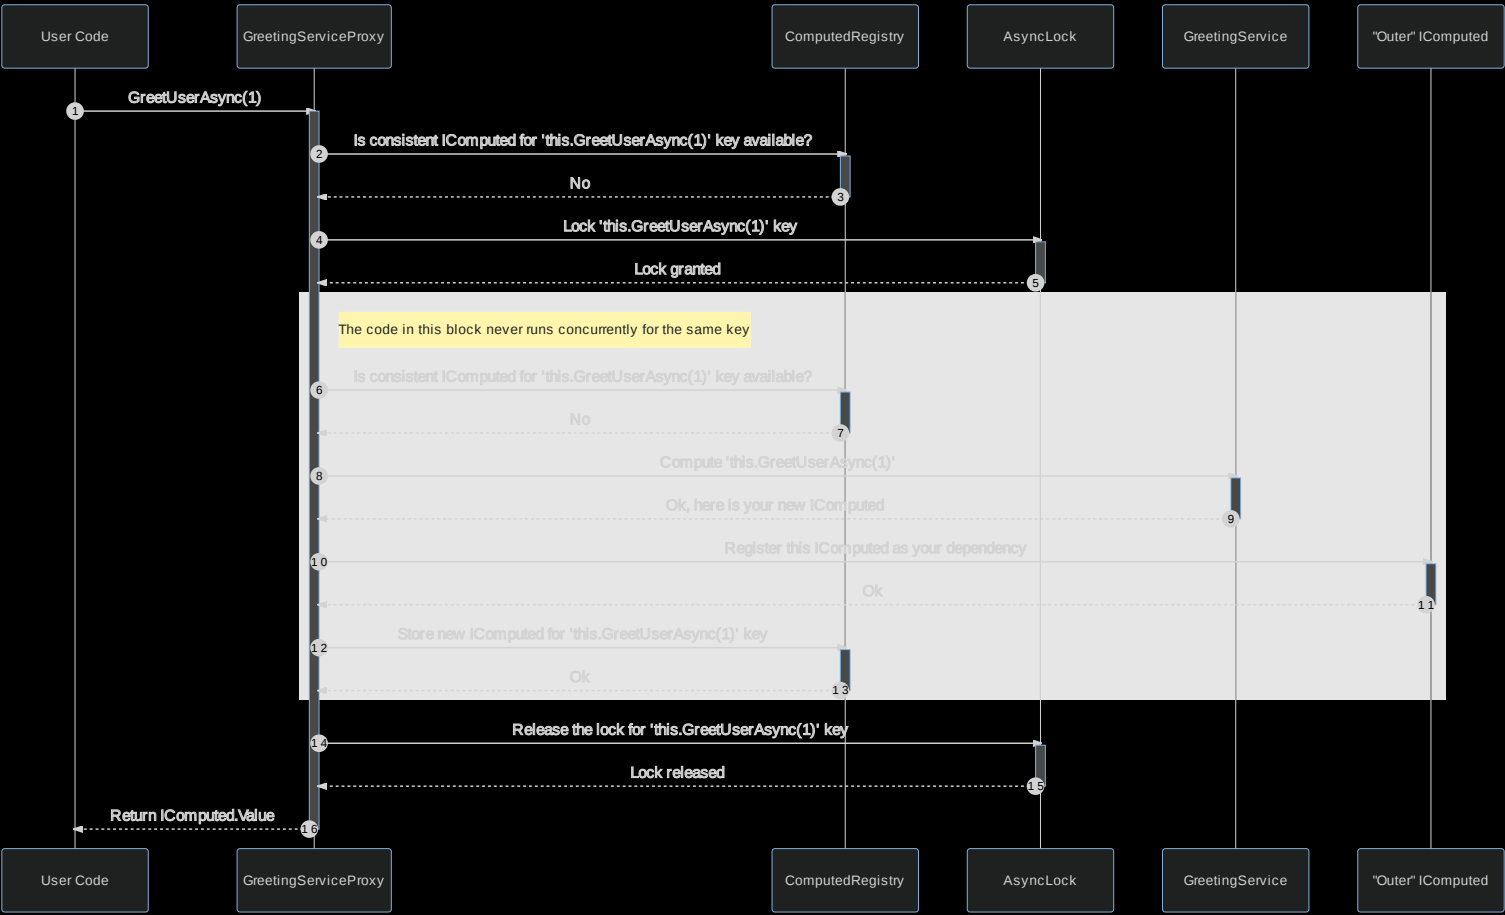 User Code
GreetingServiceProxy
ComputedRegistry
AsyncLock
GreetingService
"Outer" IComputed
GreetUserAsync(1)
1
Is consistent IComputed for 'this.GreetUserAsync(1)' key available?
2
No
3
Lock 'this.GreetUserAsync(1)' key
4
Lock granted
5
The code in this block never runs concurrently for the same key
Is consistent IComputed for 'this.GreetUserAsync(1)' key available?
6
No
7
Compute 'this.GreetUserAsync(1)'
8
Ok, here is your new IComputed
9
Register this IComputed as your dependency
10
Ok
11
Store new IComputed for 'this.GreetUserAsync(1)' key
12
Ok
13
Release the lock for 'this.GreetUserAsync(1)' key
14
Lock released
15
Return IComputed.Value
16
User Code
GreetingServiceProxy
ComputedRegistry
AsyncLock
GreetingService
"Outer" IComputed